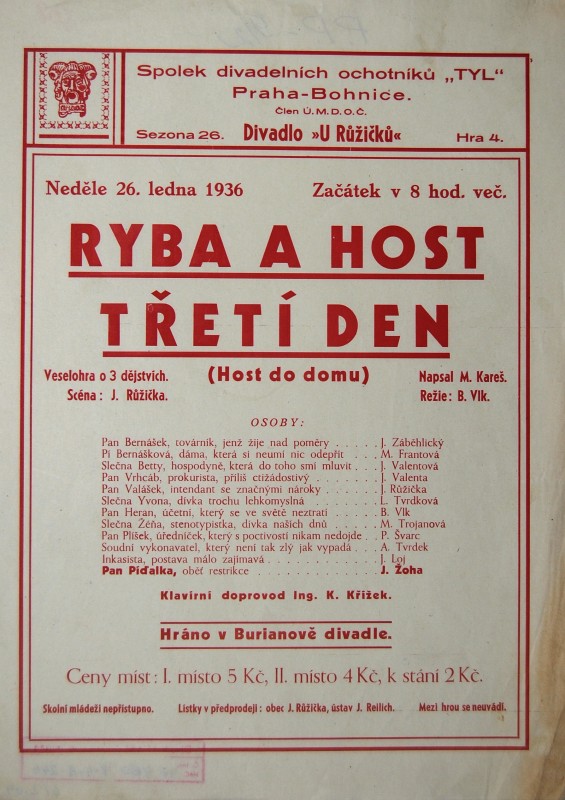 Spolek divadelních ochotníků „TYL"
Praha-Bohnice.
Člen Ú. M. D. O. Č.
Sezona 26. Divadlo »U Růžičků« Hra 4.
Neděle 26. ledna 1936 Začátek v 8 hod. več.
RYBA A HOST
TŘETÍ DEN
(Host do domu)
Veselohra o 3 dějstvích. Napsal M. Kareš.
Scéna: J. Růžička. Režie: B. Vlk.
OSOBY:
Pan Bernášek, továrník, jenž žije nad poměry . . . . . J. Záběhlický
Pí Bernášková, dáma, která si neumí nic odepřít . . . M. Frantová
Slečna Betty, hospodyně, která do toho smí mluvit . . . . J. Valentová
Pan Vrhcáb, prokurista, příliš ctižádostivý . . . . . . J. Valenta
Pan Valášek, intendant se značnými nároky . . . . . . . J. Růžička
Slečna Yvona, dívka trochu lehkomyslná . . . . . . . L. Tvrdková
Pan Heran, účetní, který se ve světě neztratí . . . . . B. Vlk
Slečna Žéňa, stenotypistka, dívka našich dnů . . . . . M. Trojanová
Pan Plíšek, úředníček, který s poctivostí nikam nedojde . P. Švarc
Soudní vykonavatel, který není tak zlý jak vypadá . . . A. Tvrdek
Inkasista, postava málo zajímavá . . . . . . . . . . . J. Loj
Pan Píďalka, oběť restrikce . . . . . . . . . . . . J. Žoha
Klavírní doprovod Ing. K. Křížek.
Hráno v Burianově divadle.
Ceny míst: I. místo 5 Kč, II. místo 4 Kč, k stání 2 Kč.
Školní mládeži nepřístupno. Lístky v předprodeji: obec J. Růžička, ústav J. Reilich. Mezi hrou se neuvádí.